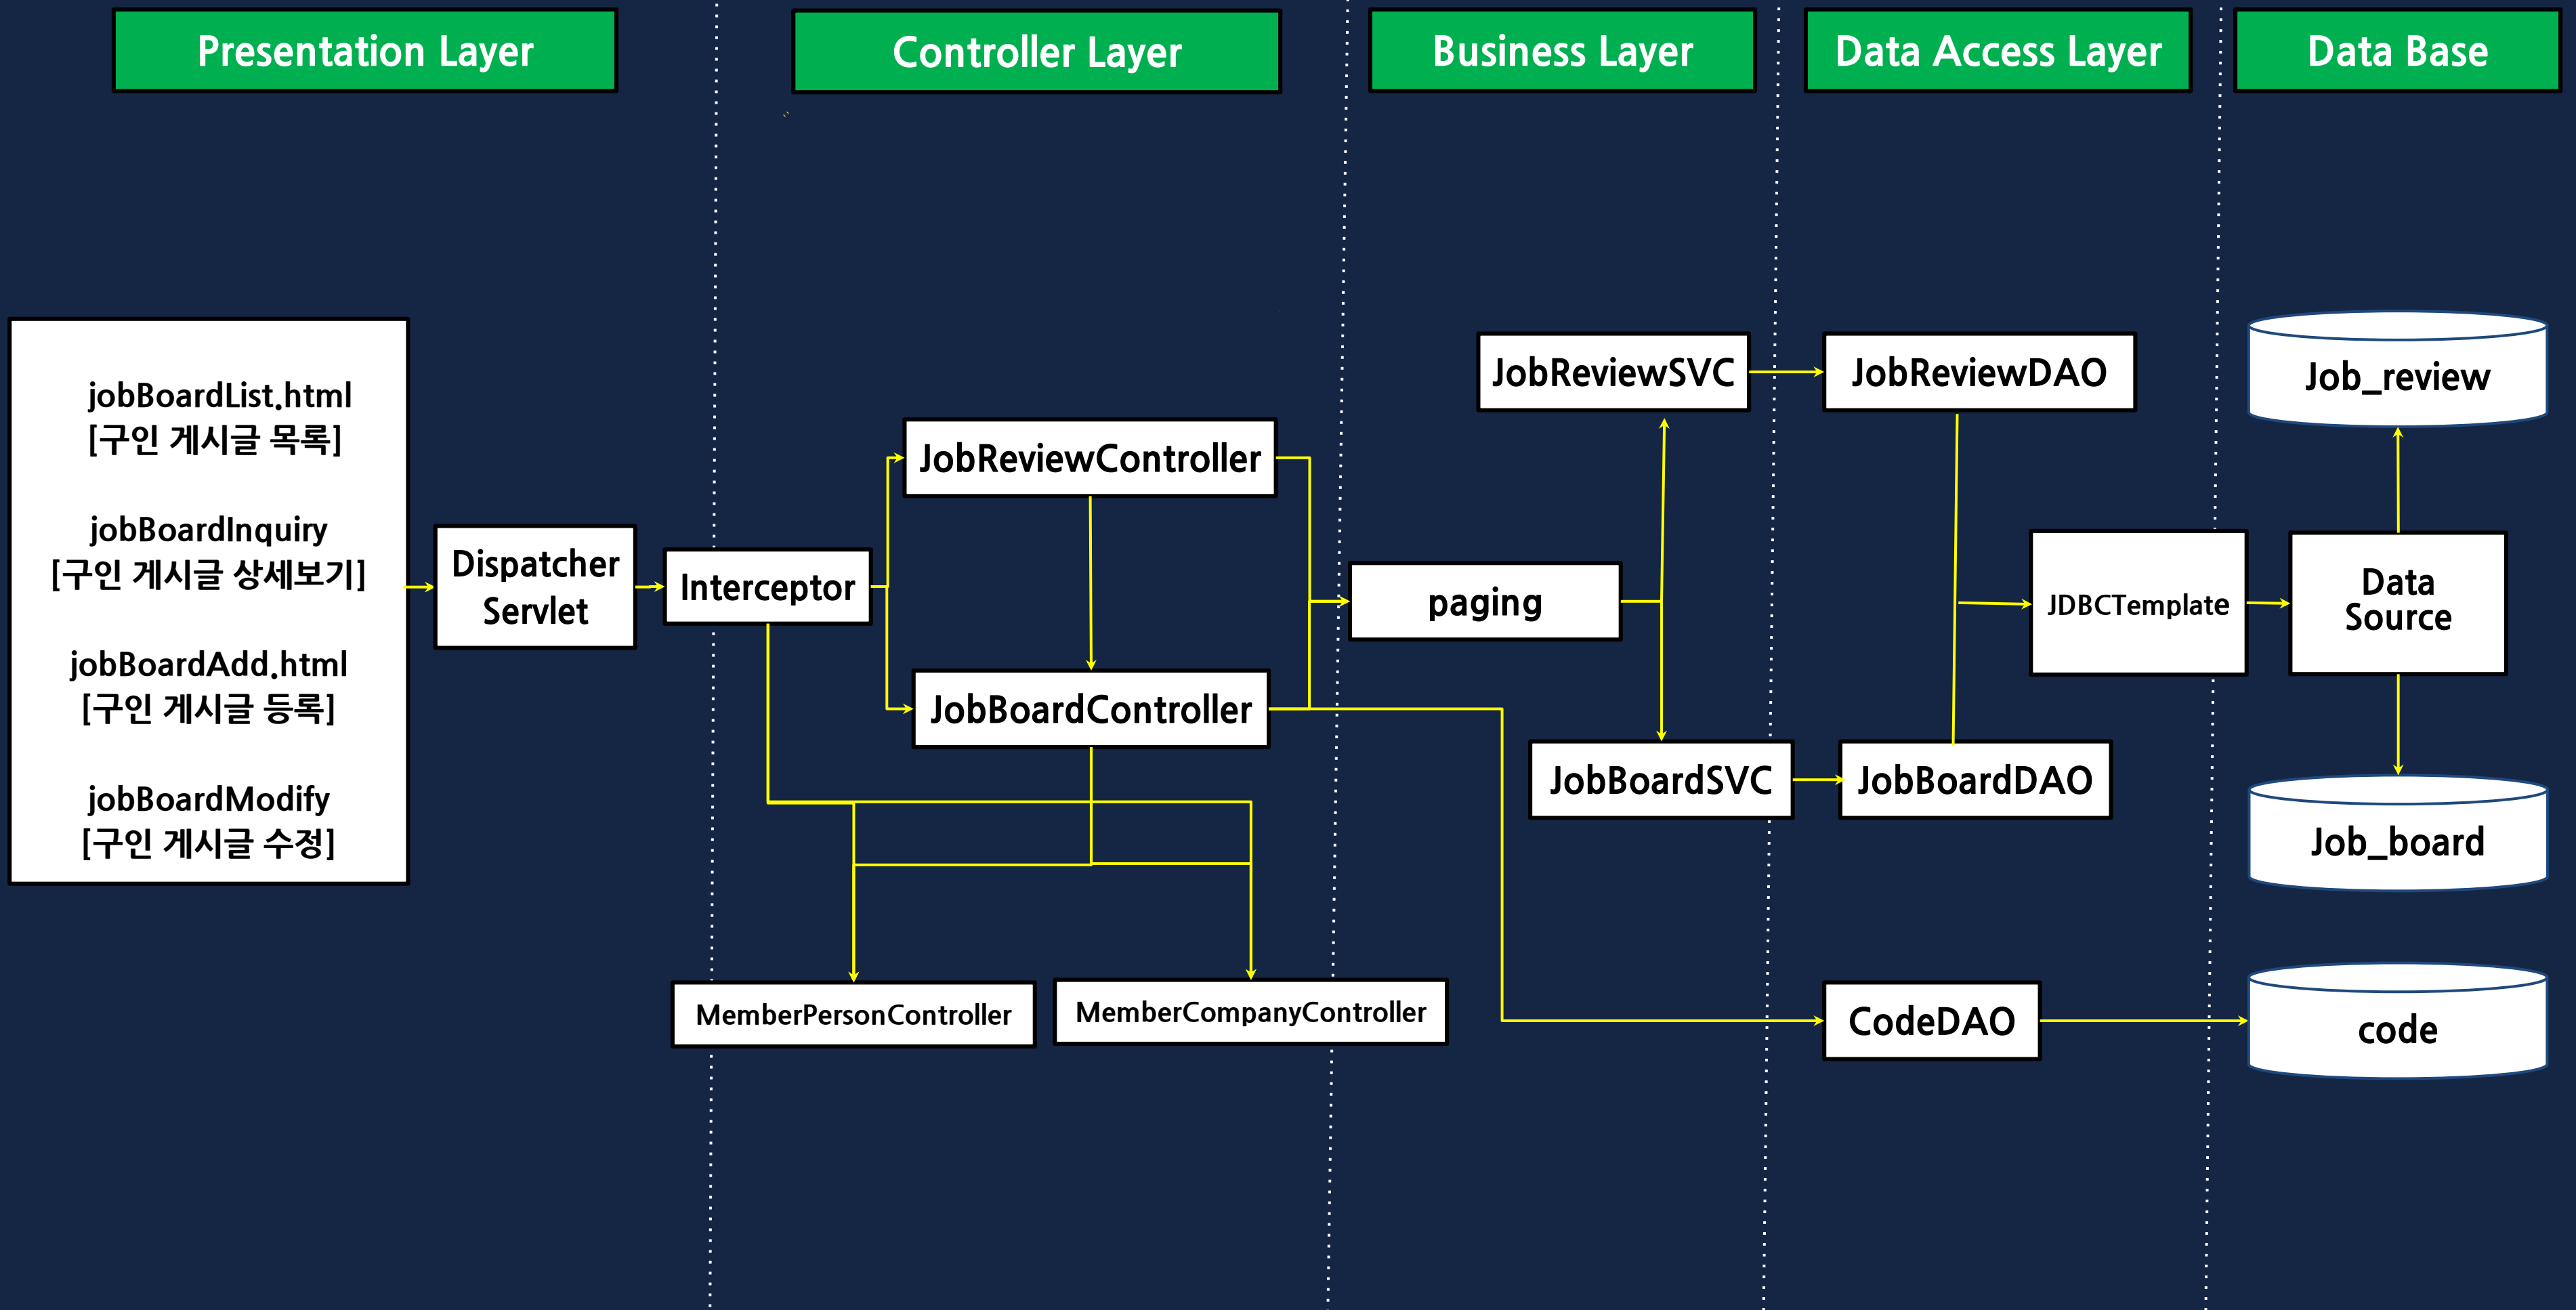 Presentation Layer
Controller Layer
Business Layer
Data Access Layer
Data Base
jobBoardList.html
[구인 게시글 목록]
jobBoardInquiry
[구인 게시글 상세보기]
jobBoardAdd.html
[구인 게시글 등록]
jobBoardModify
[구인 게시글 수정]
Dispatcher
Servlet
Interceptor
JobReviewController
JobBoardController
MemberPersonController
MemberCompanyController
paging
JobReviewSVC
JobBoardSVC
JobReviewDAO
JobBoardDAO
CodeDAO
JDBCTemplate
Data
Source
Job_review
Job_board
code